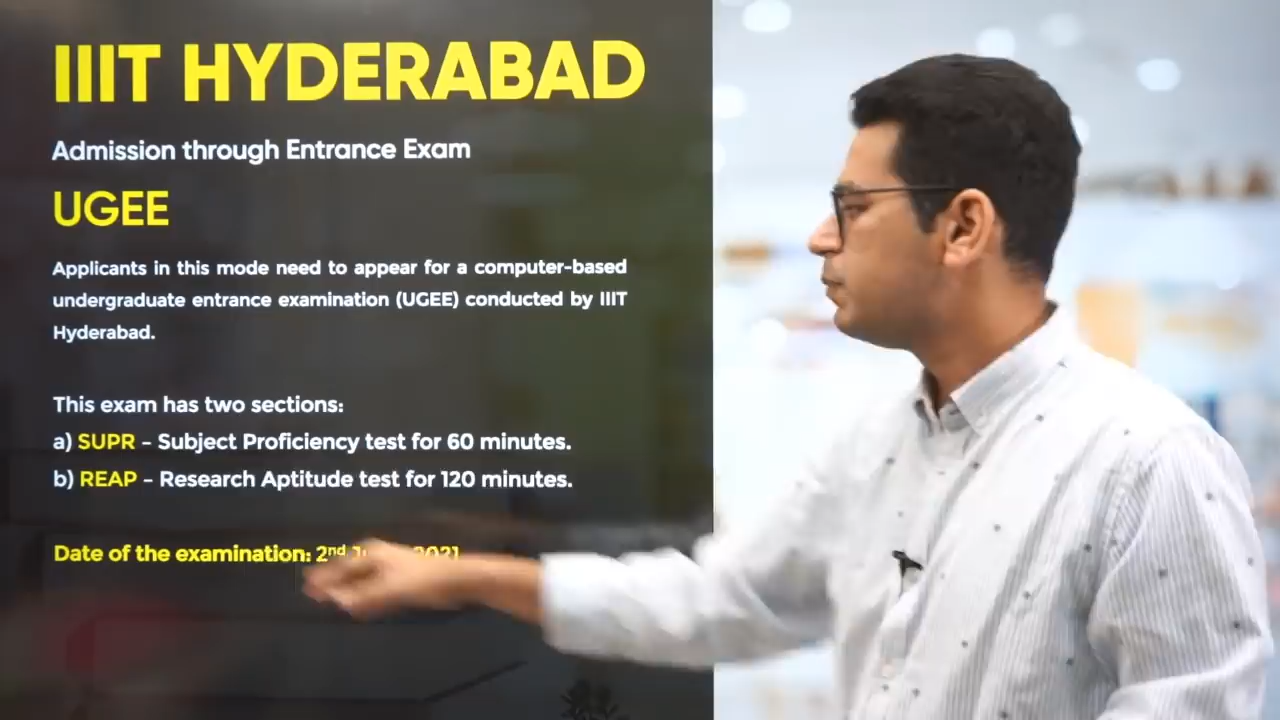 IIIT HYDERABAD
Admission through Entrance Exam
UGEE
Applicants in this mode need to appear for a computer-based
undergraduate entrance examination (UGEE) conducted by IIIT
Hyderabad.
This exam has two sections:
a) SUPR – Subject Proficiency test for 60 minutes.
b) REAP – Research Aptitude test for 120 minutes.
Date of the examination: 2nd 2021